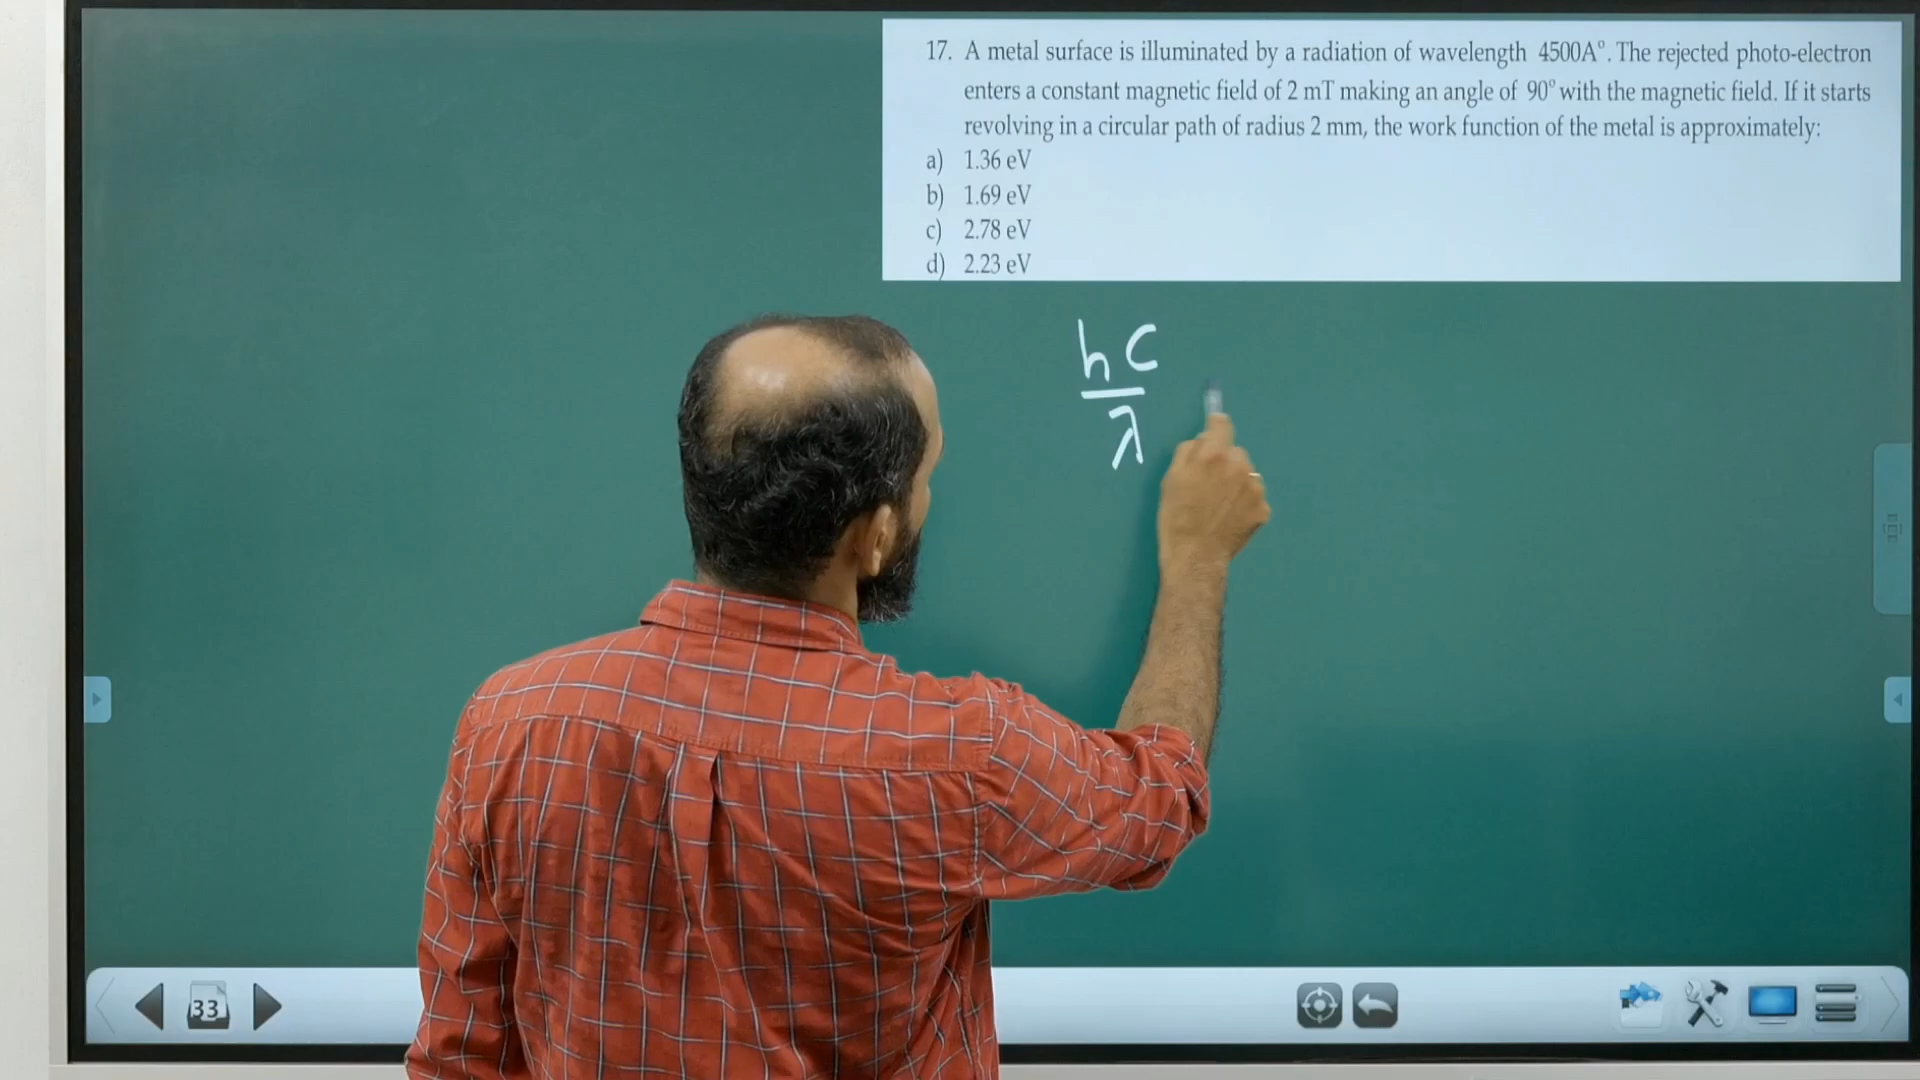 17. A metal surface is illuminated by a radiation of wavelength 4500A°. The rejected photo-electron
enters a constant magnetic field of 2 mT making an angle of 90° with the magnetic field. If it starts
revolving in a circular path of radius 2 mm, the work function of the metal is approximately:
a) 1.36 eV
b) 1.69 eV
c) 2.78 eV
d) 2.23 eV
hc
λ
33